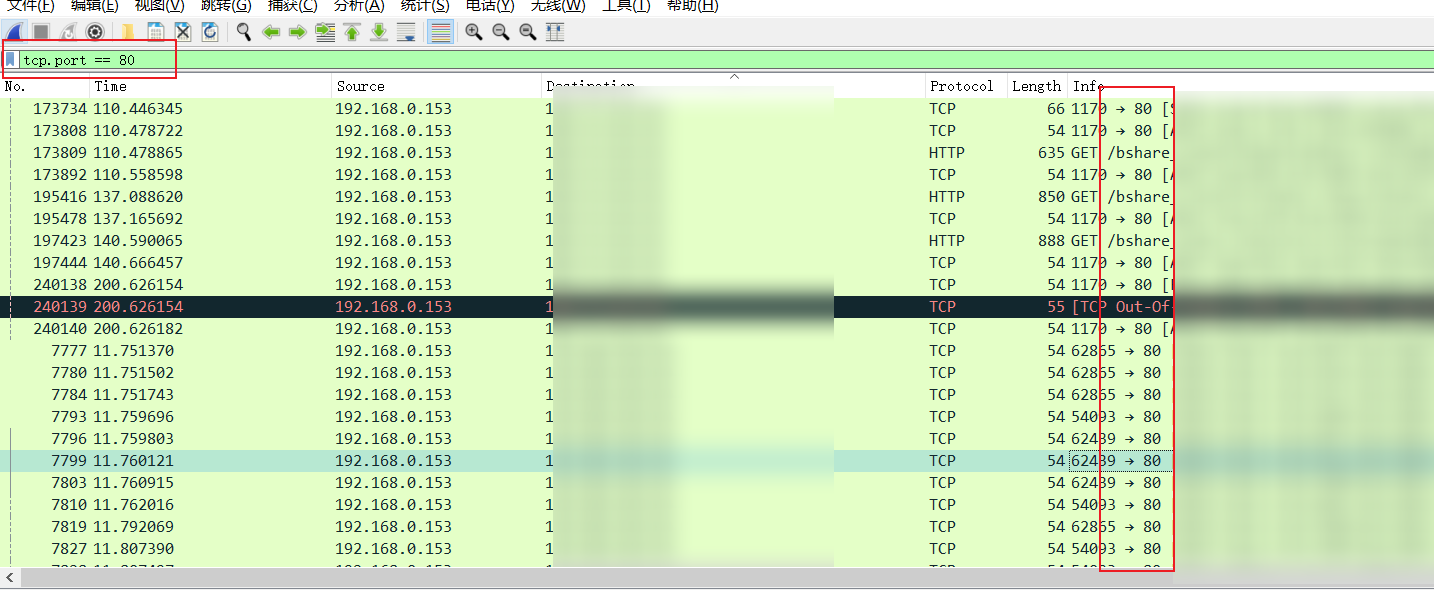 文件(F) 编辑(E) 视图(V) 跳转(G) 捕获(C) 分析(A) 统计(S) 电话(Y) 无线(W) 工具(T) 帮助(H)
tcp.port == 80
No. Time Source Destination Protocol Length Info
173734 110.446345 192.168.0.153 1 TCP 66 1170 → 80 [S
173808 110.478722 192.168.0.153 1 TCP 54 1170 → 80 [A
173809 110.478865 192.168.0.153 1 HTTP 635 GET /bshare_
173892 110.558598 192.168.0.153 1 TCP 54 1170 → 80 [A
195416 137.088620 192.168.0.153 1 HTTP 850 GET /bshare_
195478 137.165692 192.168.0.153 1 TCP 54 1170 → 80 [A
197423 140.590065 192.168.0.153 1 HTTP 888 GET /bshare_
197444 140.666457 192.168.0.153 1 TCP 54 1170 → 80 [A
240138 200.626154 192.168.0.153 1 TCP 54 1170 → 80 [
240139 200.626154 192.168.0.153 1 TCP 55 [TCP Out-Of-
240140 200.626182 192.168.0.153 1 TCP 54 1170 → 80 [A
7777 11.751370 192.168.0.153 1 TCP 54 62865 → 80
7780 11.751502 192.168.0.153 1 TCP 54 62865 → 80
7784 11.751743 192.168.0.153 1 TCP 54 62865 → 80
7793 11.759696 192.168.0.153 1 TCP 54 54093 → 80
7796 11.759803 192.168.0.153 1 TCP 54 62439 → 80
7799 11.760121 192.168.0.153 1 TCP 54 62439 → 80
7803 11.760915 192.168.0.153 1 TCP 54 62439 → 80
7810 11.762016 192.168.0.153 1 TCP 54 54093 → 80
7819 11.792069 192.168.0.153 1 TCP 54 62865 → 80
7827 11.807390 192.168.0.153 1 TCP 54 54093 → 80